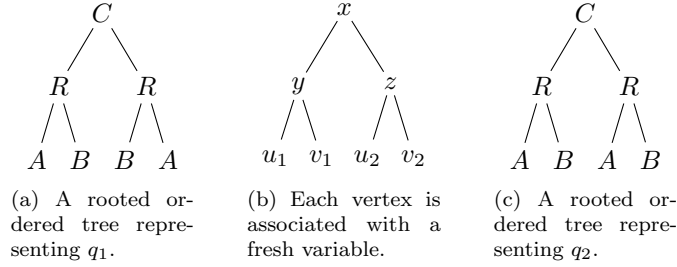 C x C
R R y z R R
A B B A u₁ v₁ u₂ v₂ A B A B
(a) A rooted or-
dered tree repre-
senting q₁.
(b) Each vertex is
associated with a
fresh variable.
(c) A rooted or-
dered tree repre-
senting q₂.